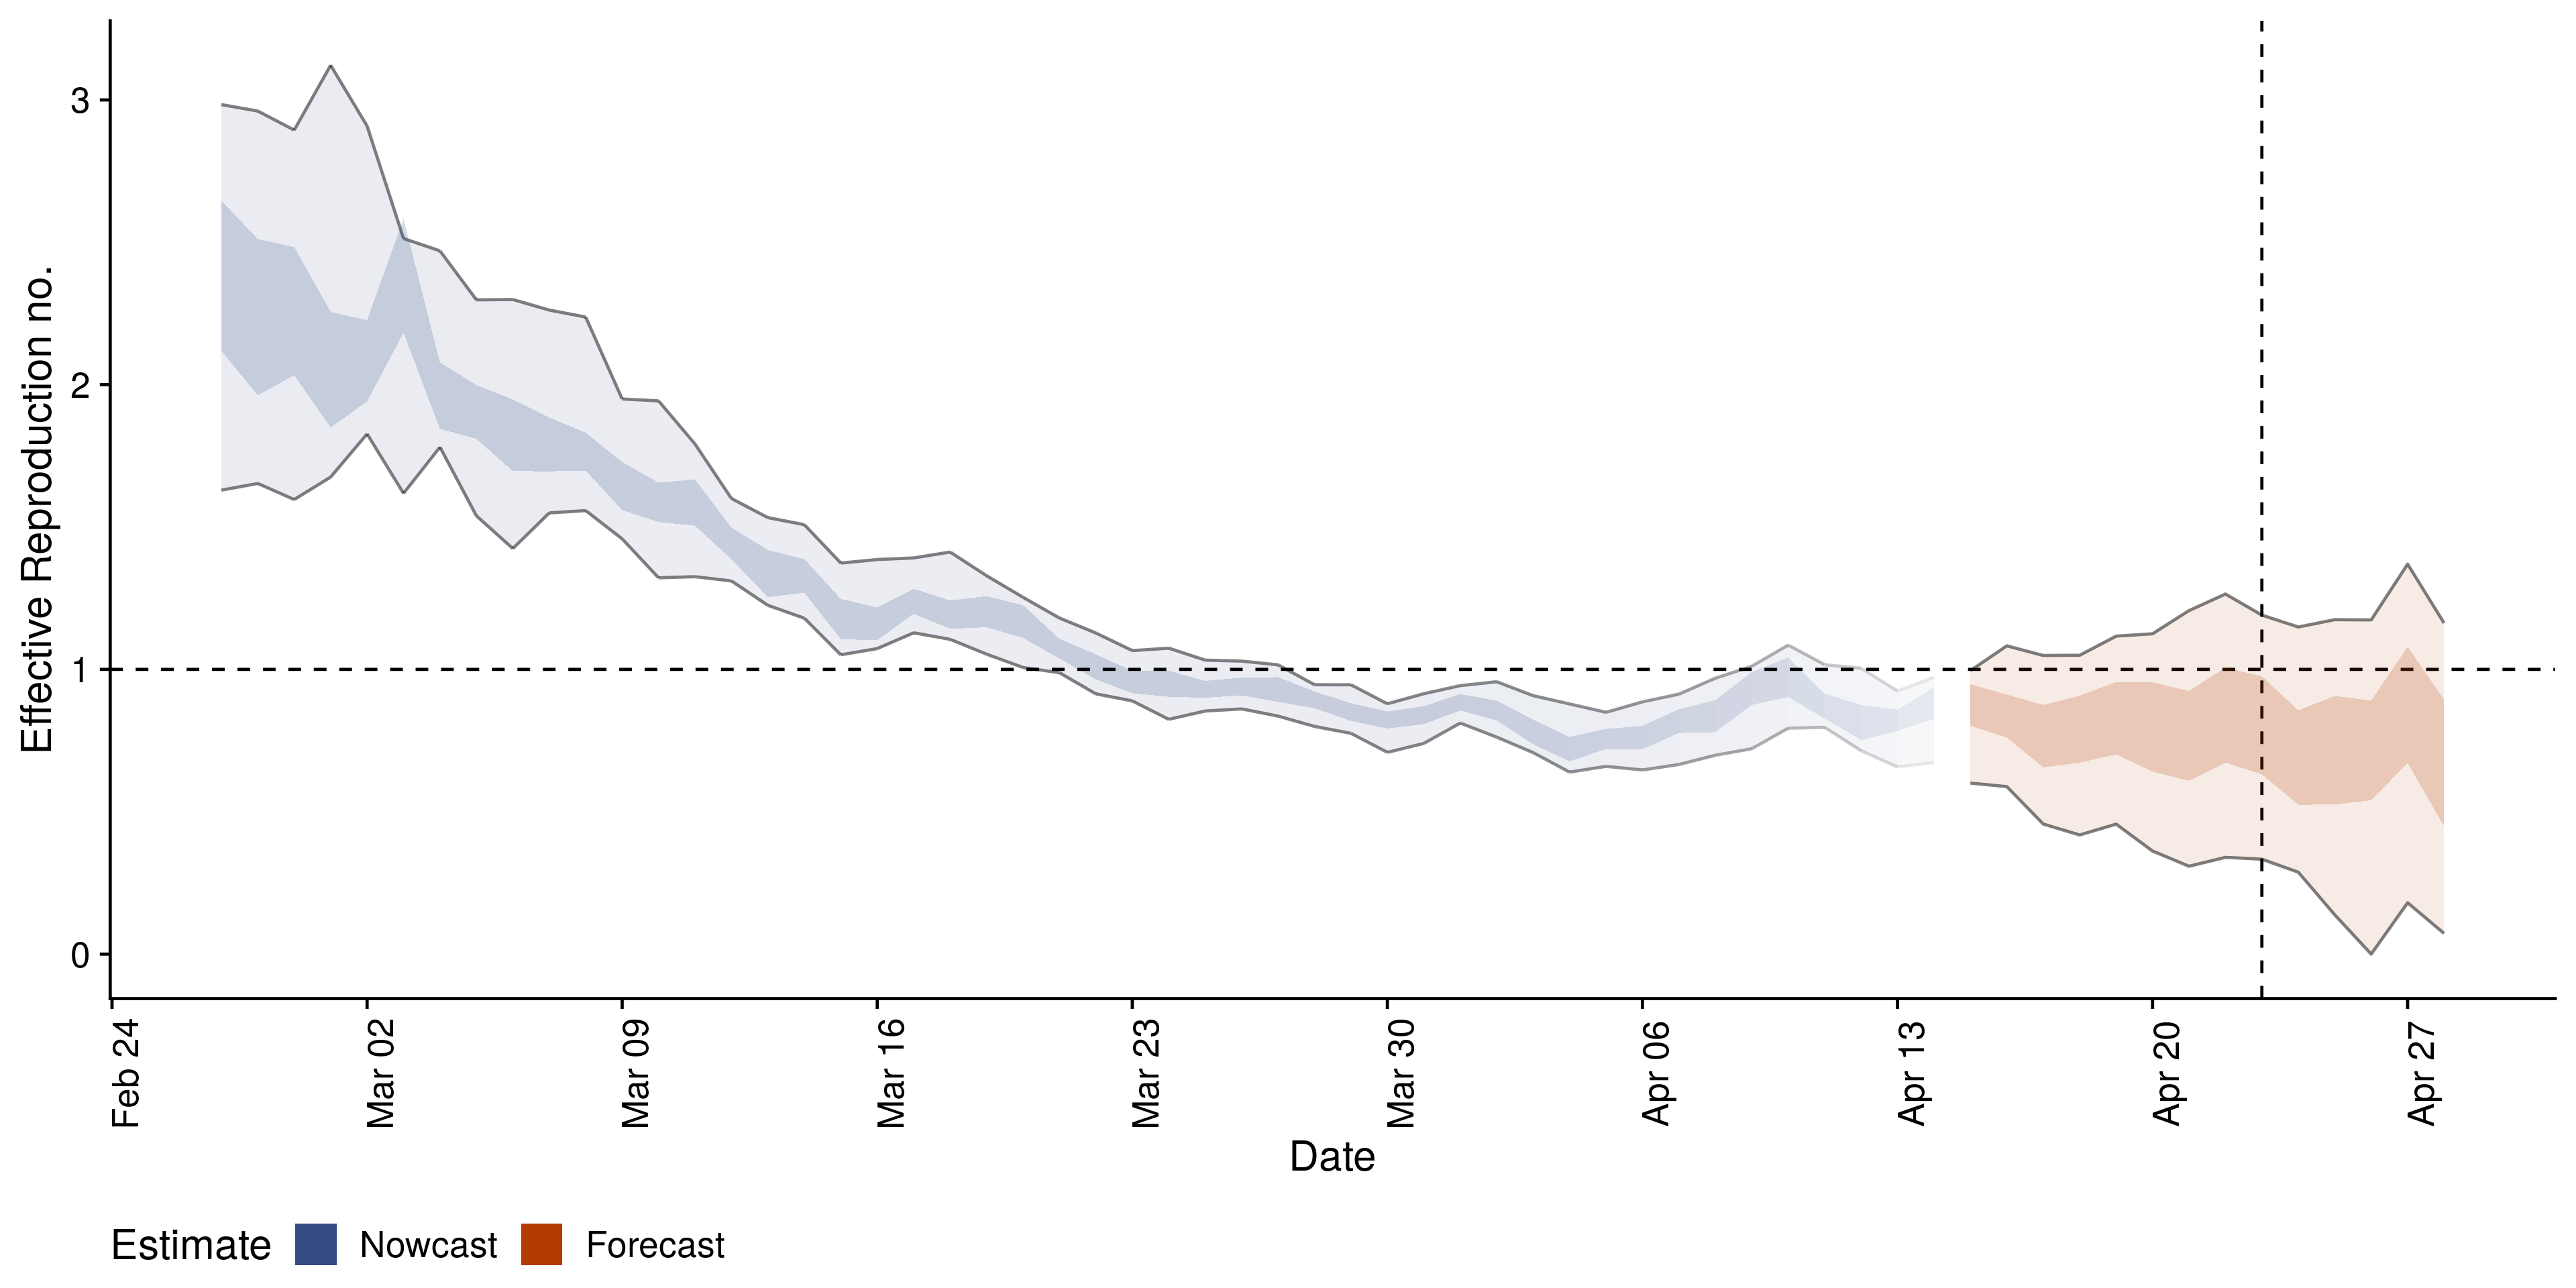 Effective Reproduction no.
3
2
1
0
Feb 24
Mar 02
Mar 09
Mar 16
Mar 23
Mar 30
Apr 06
Apr 13
Apr 20
Apr 27
Date
Estimate Nowcast Forecast